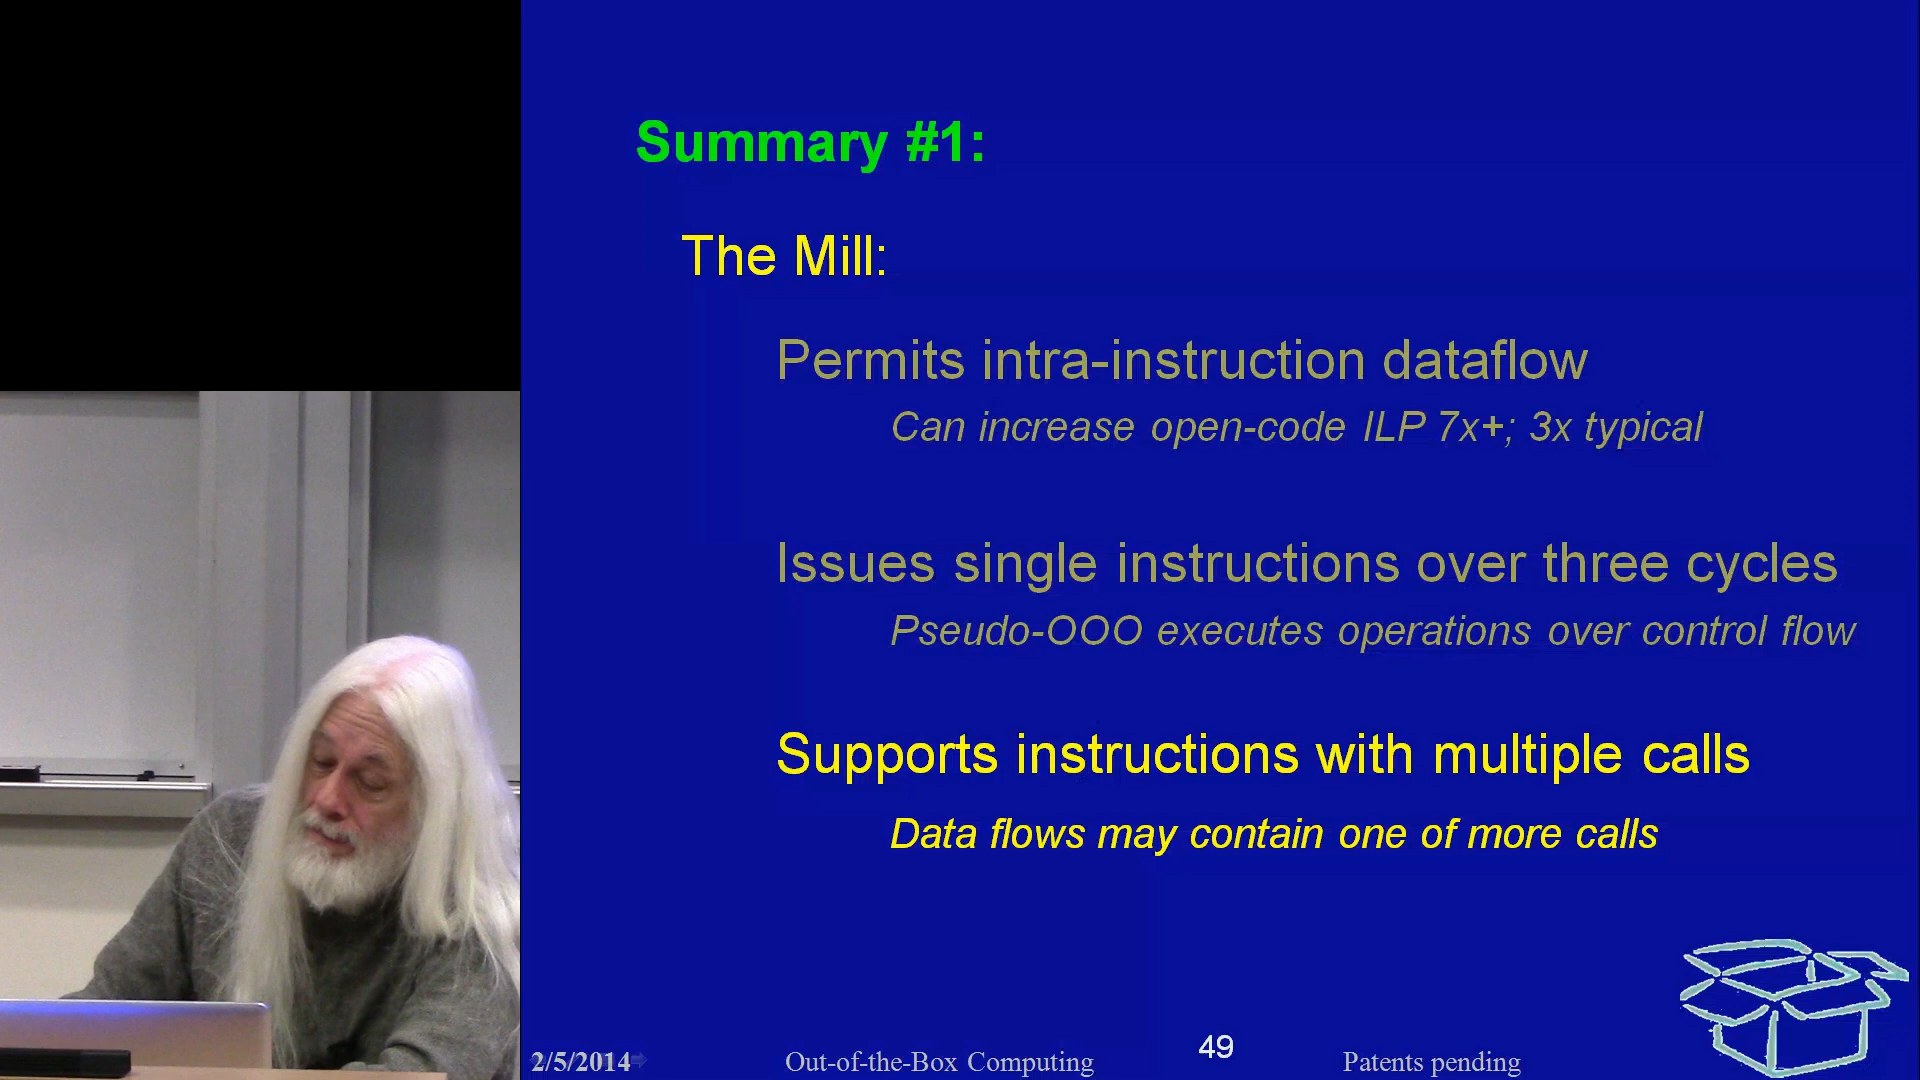 Summary #1:
The Mill:
Permits intra-instruction dataflow
Can increase open-code ILP 7x+; 3x typical
Issues single instructions over three cycles
Pseudo-OOO executes operations over control flow
Supports instructions with multiple calls
Data flows may contain one of more calls
2/5/2014
Out-of-the-Box Computing
49
Patents pending